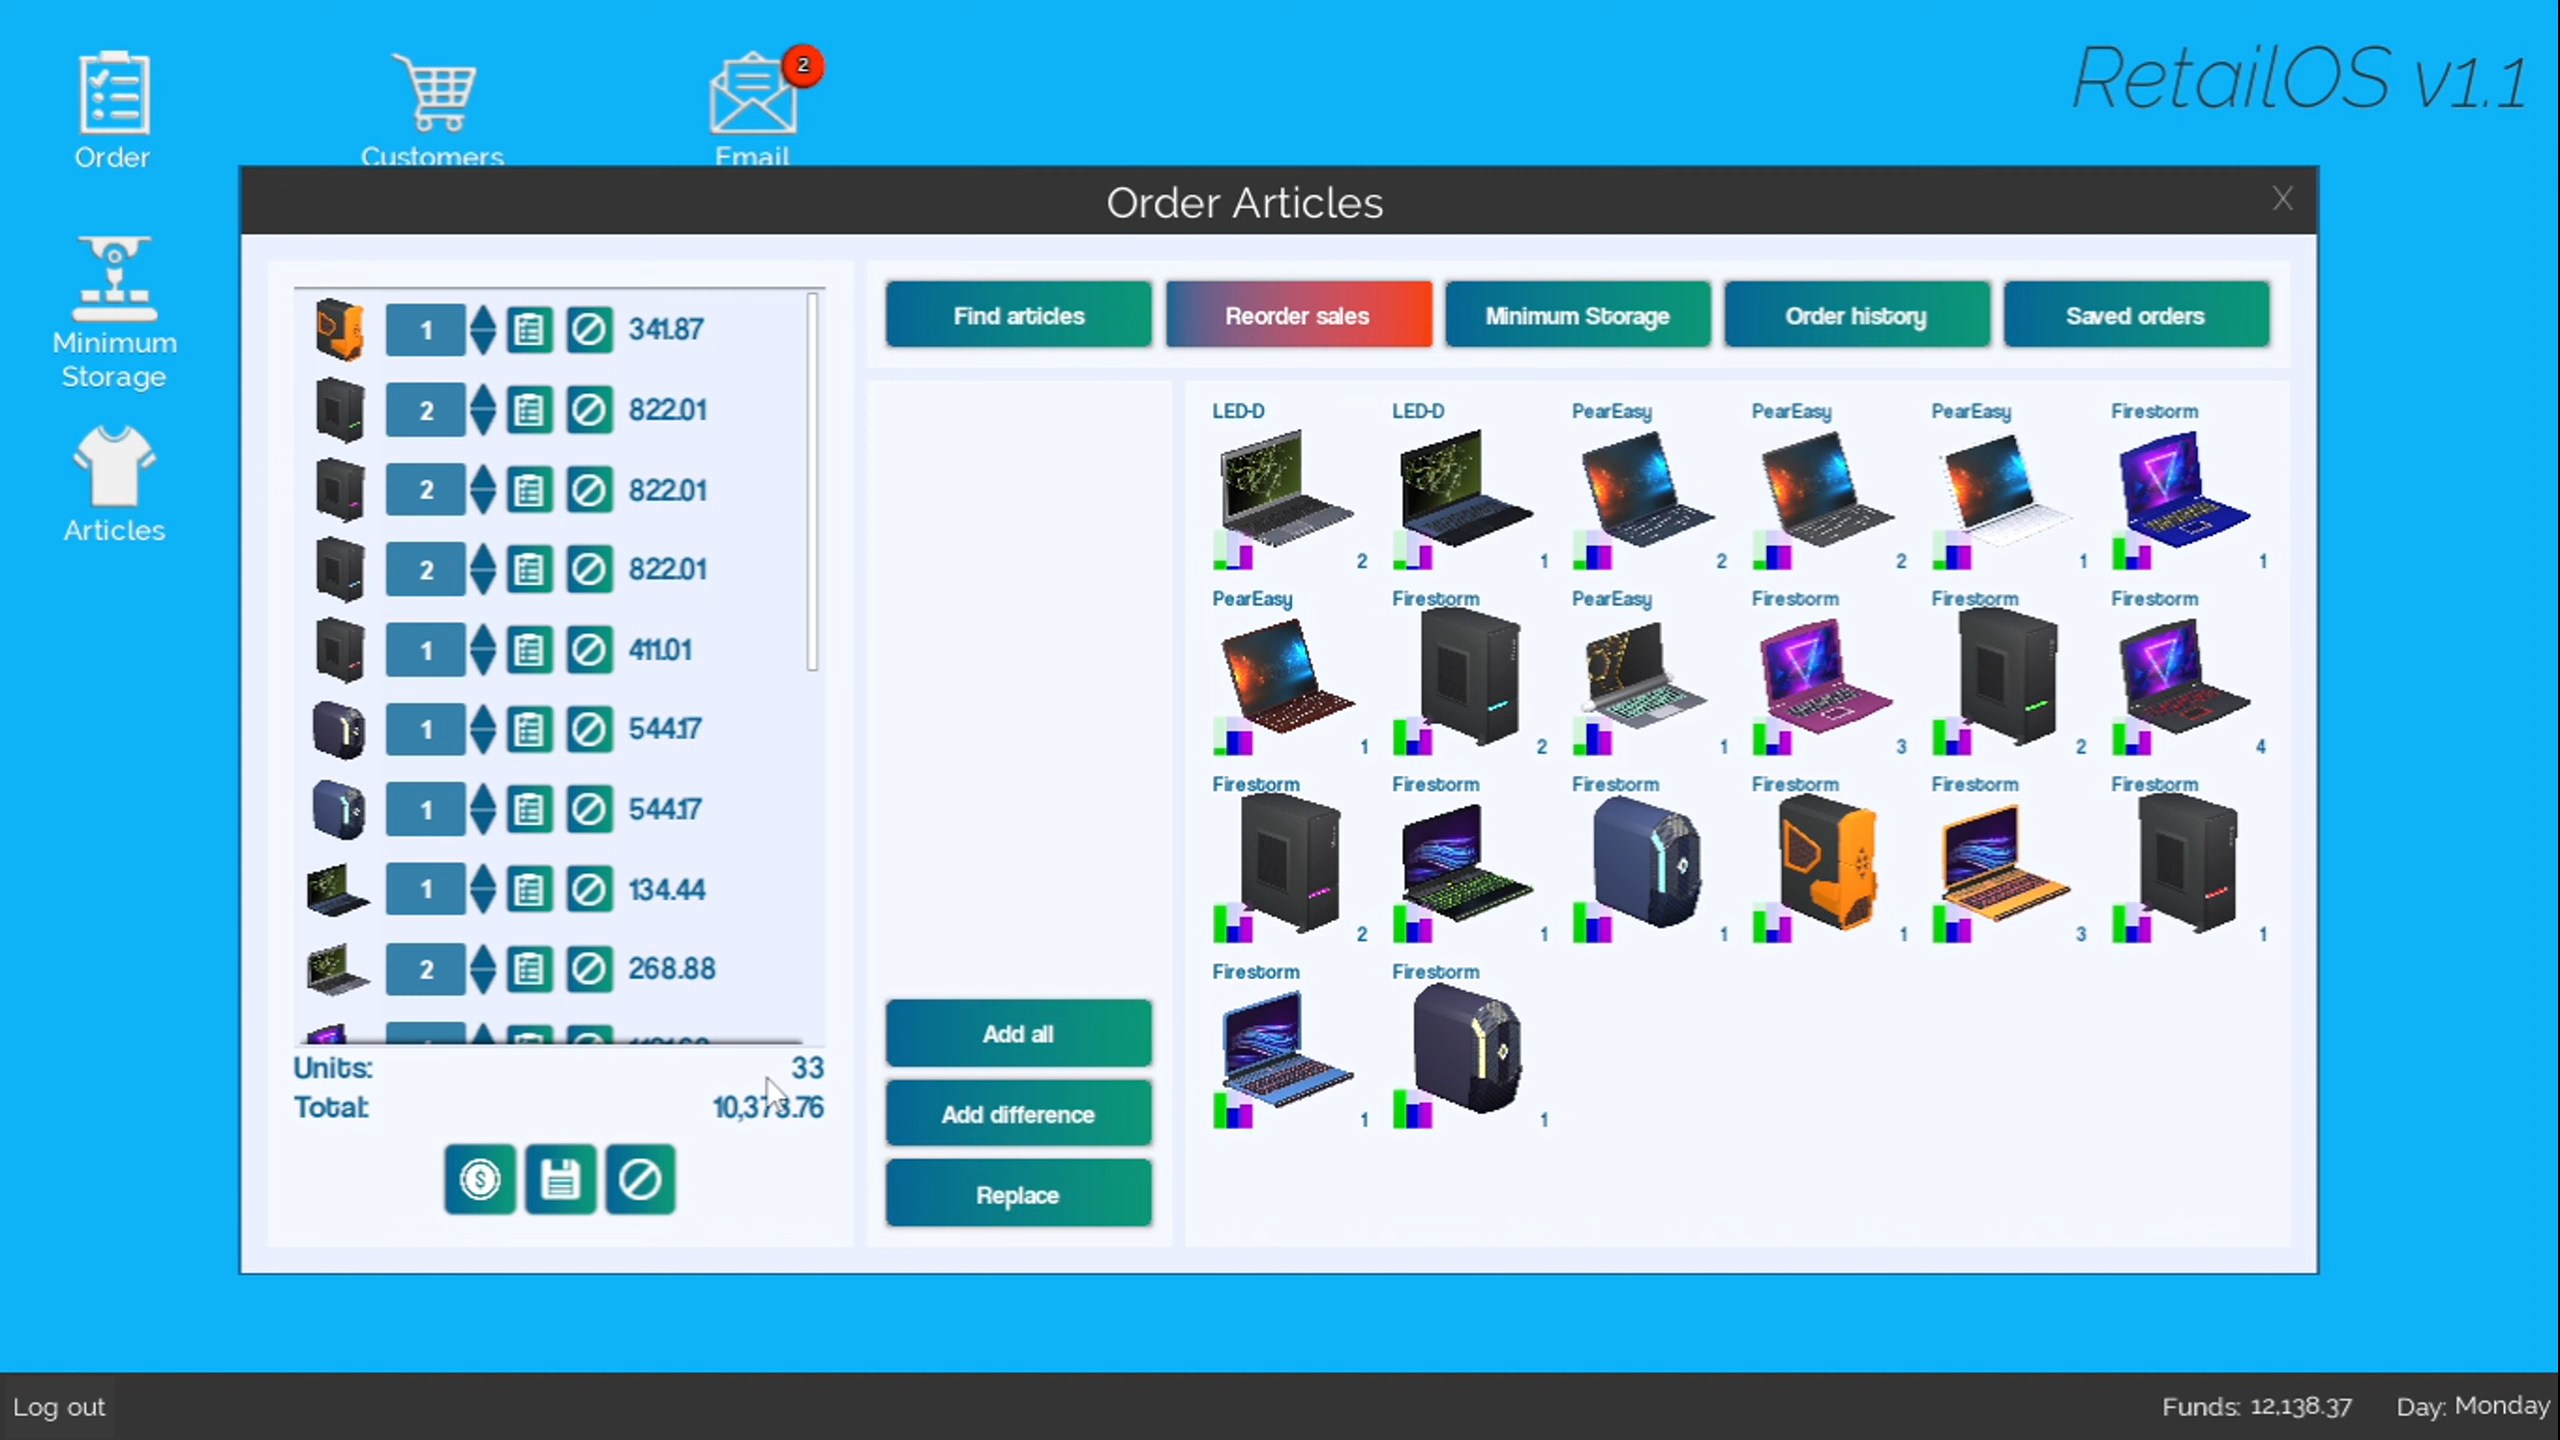 RetailOS v1.1
Order
Customers
Email
2
Minimum
Storage
Articles
Order Articles
X
1 341.87
2 822.01
2 822.01
2 822.01
1 411.01
1 544.17
1 544.17
1 134.44
2 268.88
Units: 33
Total: 10,373.76
Find articles
Reorder sales
Minimum Storage
Order history
Saved orders
Add all
Add difference
Replace
LED-D LED-D PearEasy PearEasy PearEasy Firestorm
2 1 2 2 1 1
PearEasy Firestorm PearEasy Firestorm Firestorm Firestorm
1 2 1 3 2 4
Firestorm Firestorm Firestorm Firestorm Firestorm Firestorm
2 1 1 1 3 1
Firestorm Firestorm
1 1
Log out
Funds: 12,138.37
Day: Monday